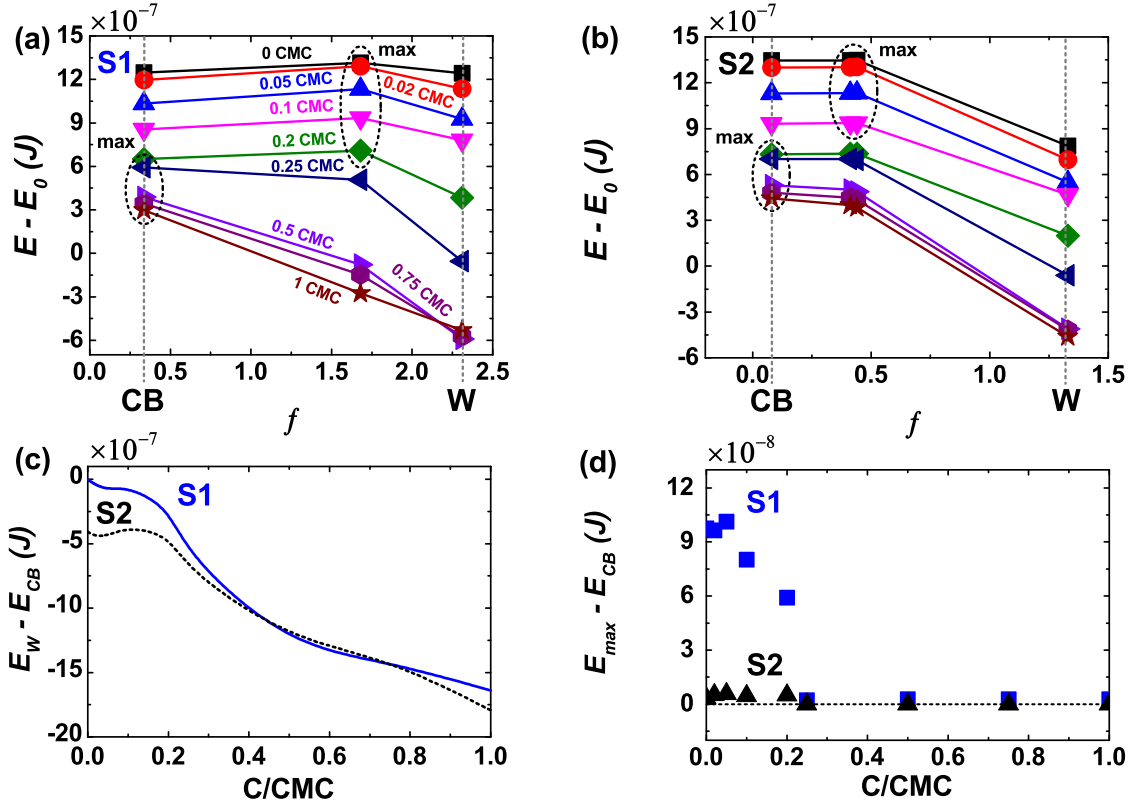 (a)
×10⁻⁷
S1
0 CMC
max
0.05 CMC
0.02 CMC
0.1 CMC
max
0.2 CMC
0.25 CMC
0.5 CMC
0.75 CMC
1 CMC
15
12
9
6
3
0
-3
-6
E - E₀ (J)
0.0 0.5 1.0 1.5 2.0 2.5
CB W
f
(b)
×10⁻⁷
S2
max
max
15
12
9
6
3
0
-3
-6
E - E₀ (J)
0.0 0.5 1.0 1.5
CB W
f
(c)
×10⁻⁷
S1
S2
0
-5
-10
-15
-20
E_W - E_CB (J)
0.0 0.2 0.4 0.6 0.8 1.0
C/CMC
(d)
×10⁻⁸
S1
S2
12
9
6
3
0
E_max - E_CB (J)
0.0 0.2 0.4 0.6 0.8 1.0
C/CMC